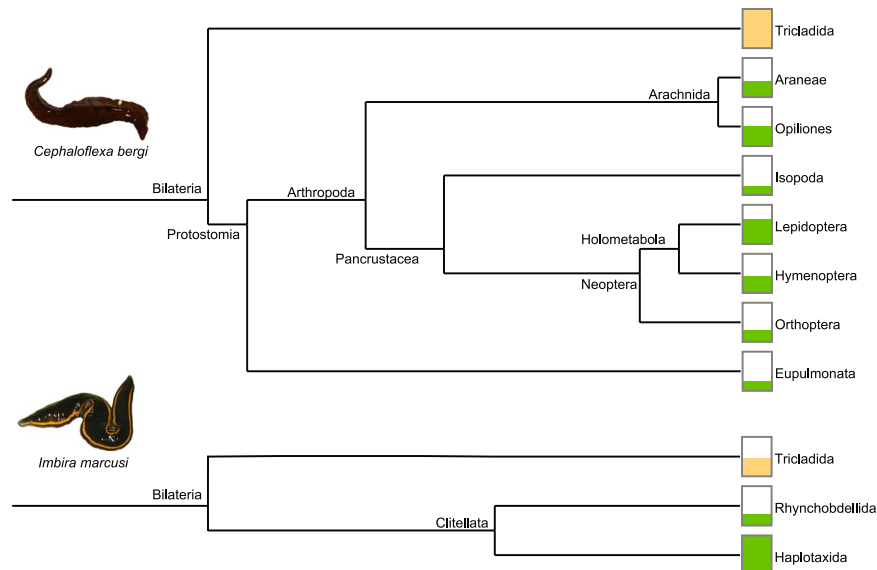 Tricladida
Araneae
Arachnida
Opiliones
Cephaloflexa bergi
Isopoda
Bilateria
Arthropoda
Lepidoptera
Protostomia
Holometabola
Pancrustacea
Hymenoptera
Neoptera
Orthoptera
Eupulmonata
Imbira marcusi
Tricladida
Bilateria
Rhynchobdellida
Clitellata
Haplotaxida